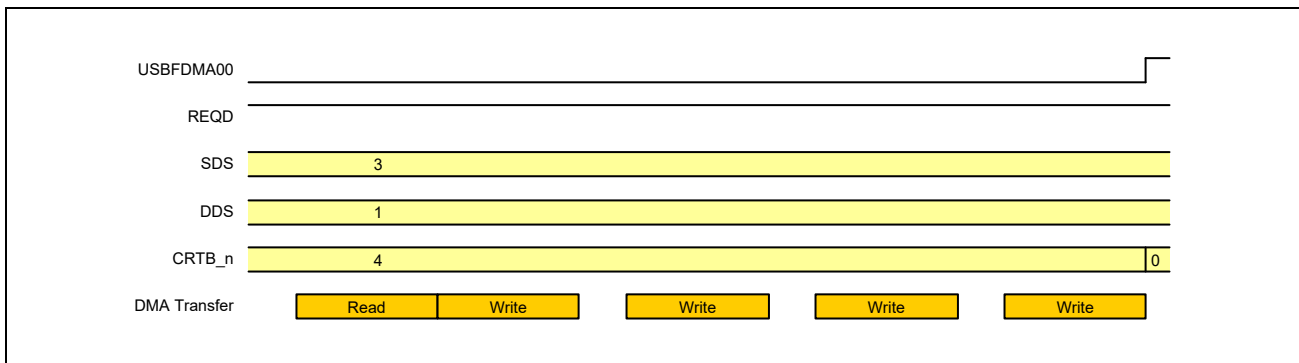 USBFDMA00
REQD
SDS 3
DDS 1
CRTB_n 4 0
DMA Transfer Read Write Write Write Write